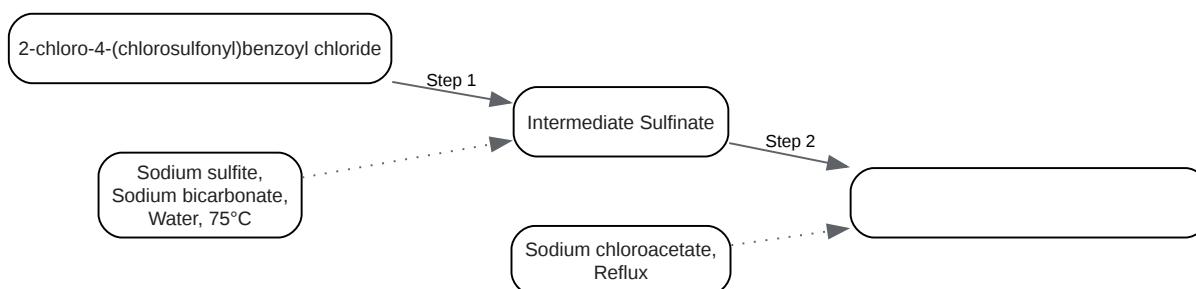 2-chloro-4-(chlorosulfonyl)benzoyl chloride
Step 1
Intermediate Sulfinate
Step 2
Sodium sulfite,
Sodium bicarbonate,
Water, 75°C
Sodium chloroacetate,
Reflux